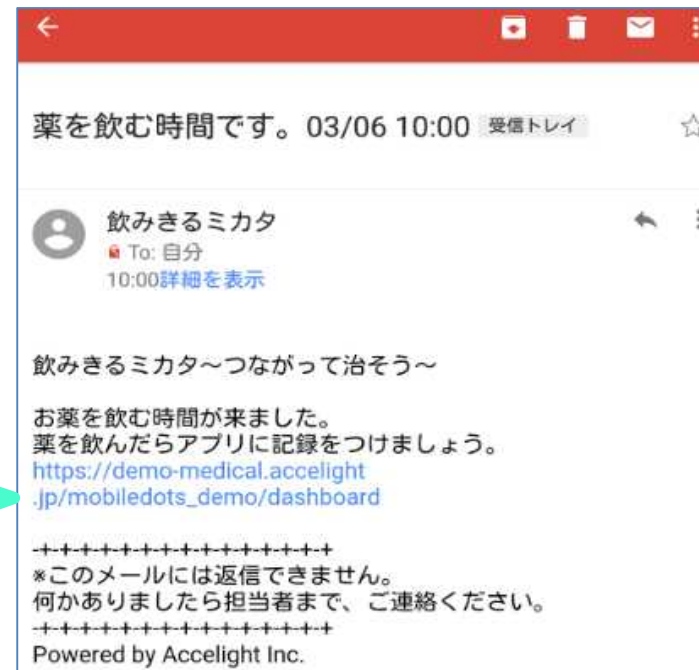 薬を飲む時間です。03/06 10:00 受信トレイ
飲みきるミカタ
To: 自分
10:00詳細を表示
飲みきるミカタ～つながって治そう～
お薬を飲む時間が来ました。
薬を飲んだらアプリに記録をつけましょう。
https://demo-medical.accelight
.jp/mobiledots_demo/dashboard
-+-+-+-+-+-+-+-+-+-+-+-+-+-+-+
※このメールには返信できません。
何かありましたら担当者まで、ご連絡ください。
-+-+-+-+-+-+-+-+-+-+-+-+-+-+-+
Powered by Accelight Inc.